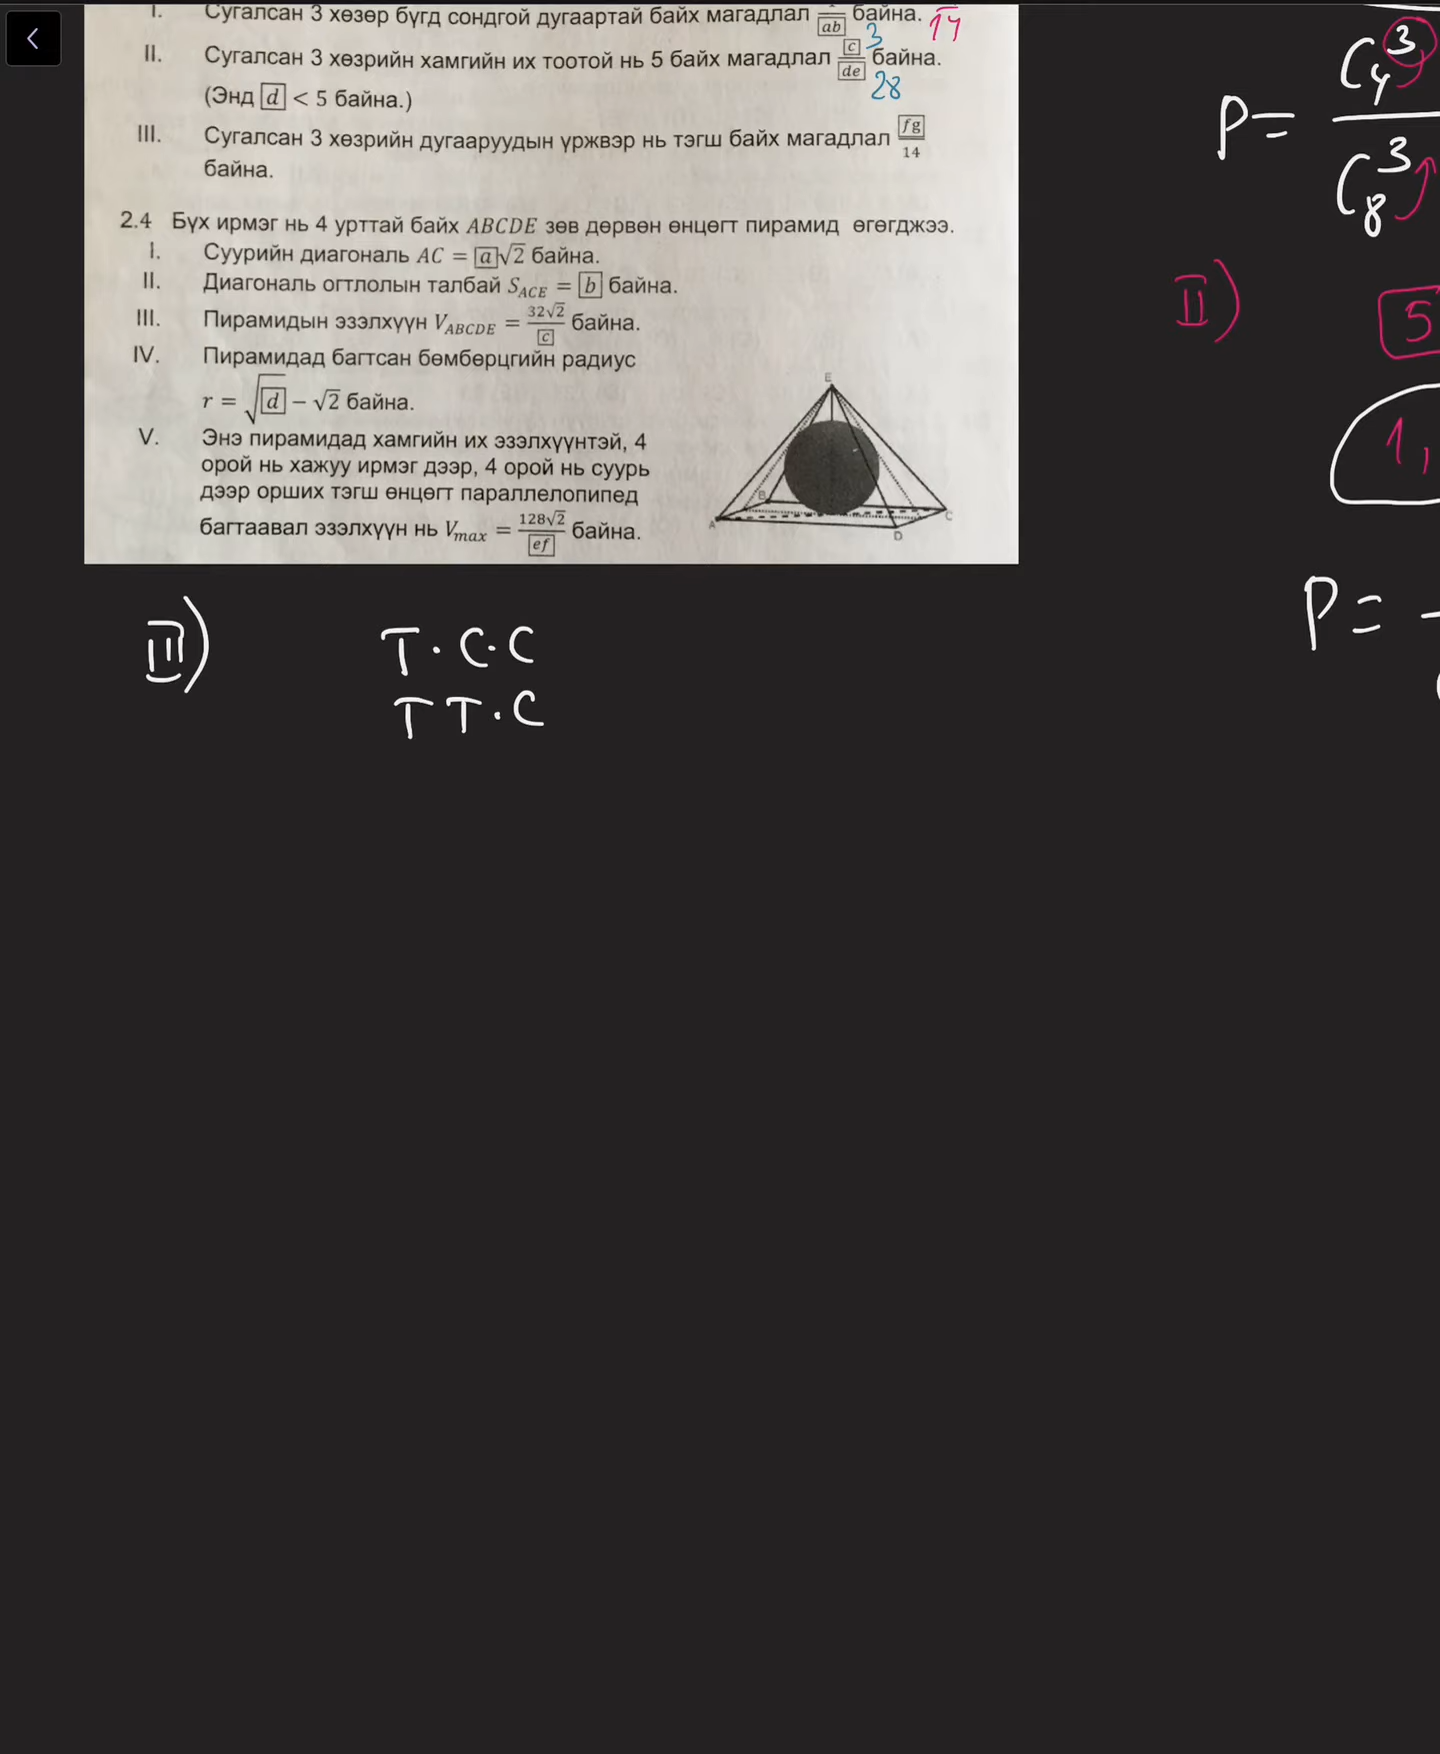 I. Сугалсан 3 хөзөр бүгд сондгой дугаартай байх магадлал /ab байна. 14
II. Сугалсан 3 хөзрийн хамгийн их тоотой нь 5 байх магадлал c/de байна. 3 28
(Энд d < 5 байна.)
III. Сугалсан 3 хөзрийн дугааруудын үржвэр нь тэгш байх магадлал fg/14
байна.
2.4 Бүх ирмэг нь 4 урттай байх ABCDE зөв дөрвөн өнцөгт пирамид өгөгджээ.
I. Суурийн диагональ AC = a√2 байна.
II. Диагональ огтлолын талбай S_ACE = b байна.
III. Пирамидын эзэлхүүн V_ABCDE = 32√2/c байна.
IV. Пирамидад багтсан бөмбөрцгийн радиус
r = √d − √2 байна.
V. Энэ пирамидад хамгийн их эзэлхүүнтэй, 4
орой нь хажуу ирмэг дээр, 4 орой нь суурь
дээр орших тэгш өнцөгт параллелопипед
багтаавал эзэлхүүн нь V_max = 128√2/ef байна.
E
B
A
C
D
P = C₄³/C₈³
II)
5
1,
P =
III)
T·C·C
TT·C